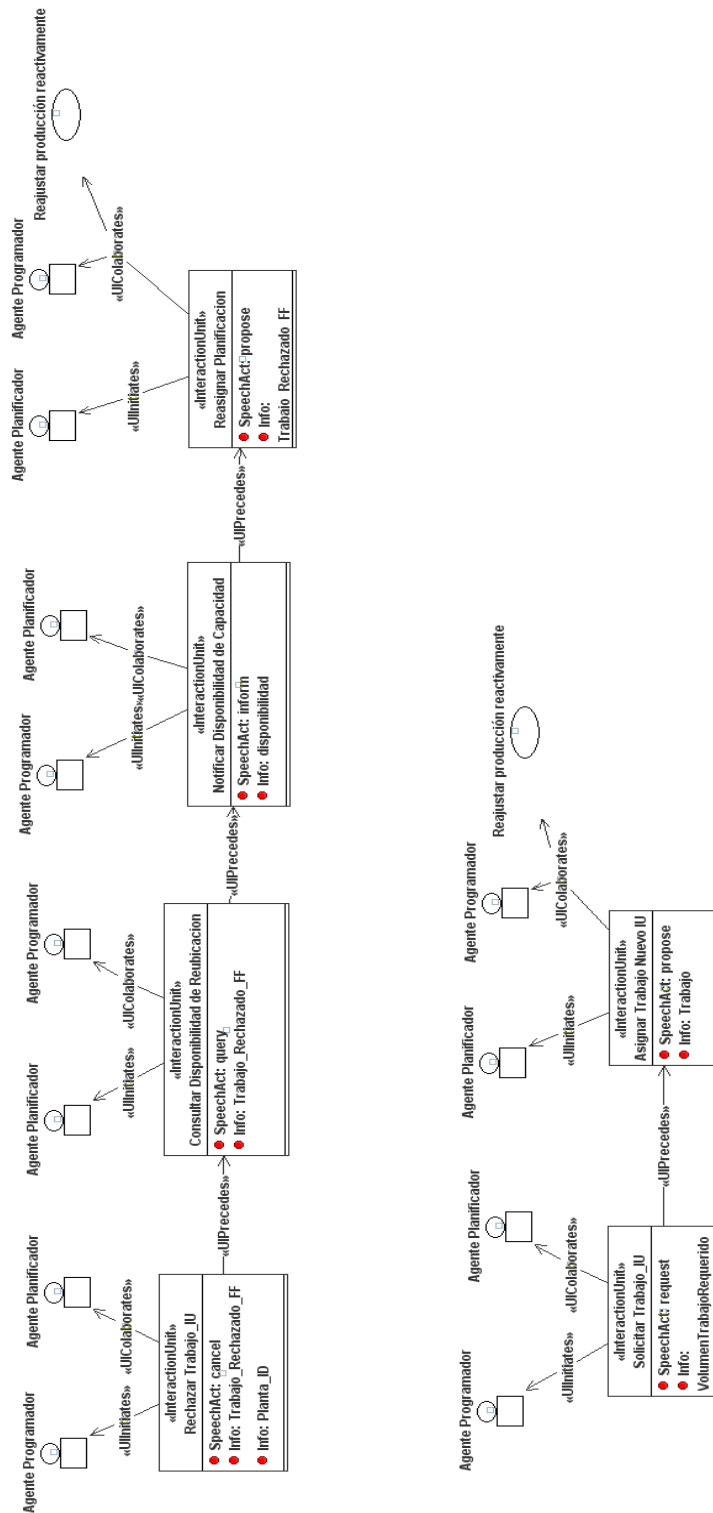 Agente Programador
Agente Planificador
«UIInitiates»
«UIColaborates»
«InteractionUnit»
Rechazar Trabajo_IU
SpeechAct: cancel
Info: Trabajo_Rechazado_FF
Info: Planta_ID
«UIPrecedes»
Agente Planificador
Agente Programador
«UIInitiates»
«UIColaborates»
«InteractionUnit»
Consultar Disponibilidad de Reubicacion
SpeechAct: query
Info: Trabajo_Rechazado_FF
«UIPrecedes»
Agente Programador
Agente Planificador
«UIInitiates»«UIColaborates»
«InteractionUnit»
Notificar Disponibilidad de Capacidad
SpeechAct: inform
Info: disponibilidad
«UIPrecedes»
Agente Planificador
Agente Programador
Reajustar producción reactivamente
«UIInitiates»
«UIColaborates»
«InteractionUnit»
Reasignar Planificacion
SpeechAct: propose
Info:
Trabajo_Rechazado_FF
Agente Programador
Agente Planificador
«UIInitiates»
«UIColaborates»
«InteractionUnit»
Solicitar Trabajo_IU
SpeechAct: request
Info:
VolumenTrabajoRequerido
«UIPrecedes»
Agente Planificador
Agente Programador
Reajustar producción reactivamente
«UIInitiates»
«UIColaborates»
«InteractionUnit»
Asignar Trabajo Nuevo IU
SpeechAct: propose
Info: Trabajo